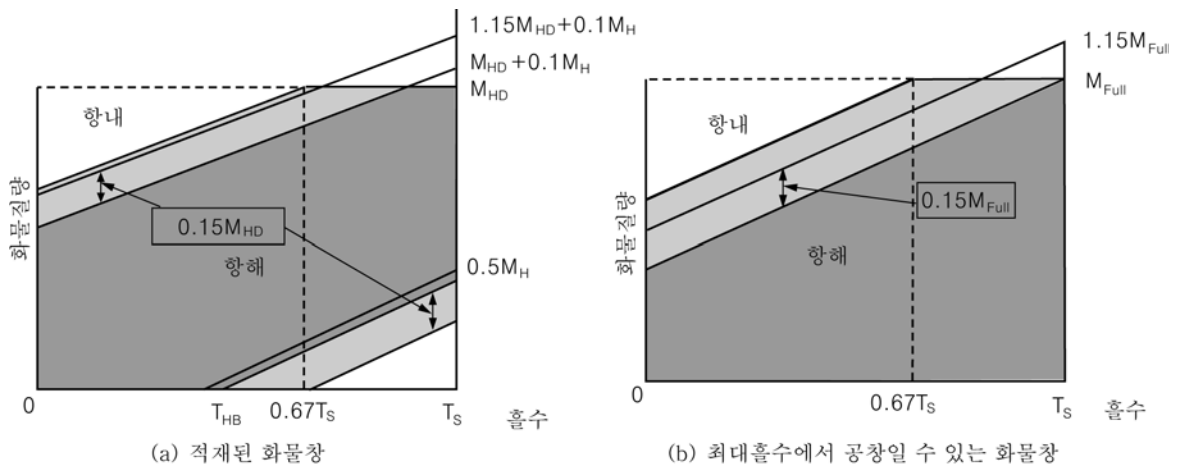 1.15M_HD+0.1M_H
M_HD+0.1M_H
M_HD
항내
화물질량
0.15M_HD
항해
0.5M_H
0
T_HB
0.67T_S
T_S
흘수
(a) 적재된 화물창
1.15M_Full
M_Full
항내
화물질량
0.15M_Full
항해
0
0.67T_S
T_S
흘수
(b) 최대흘수에서 공창일 수 있는 화물창